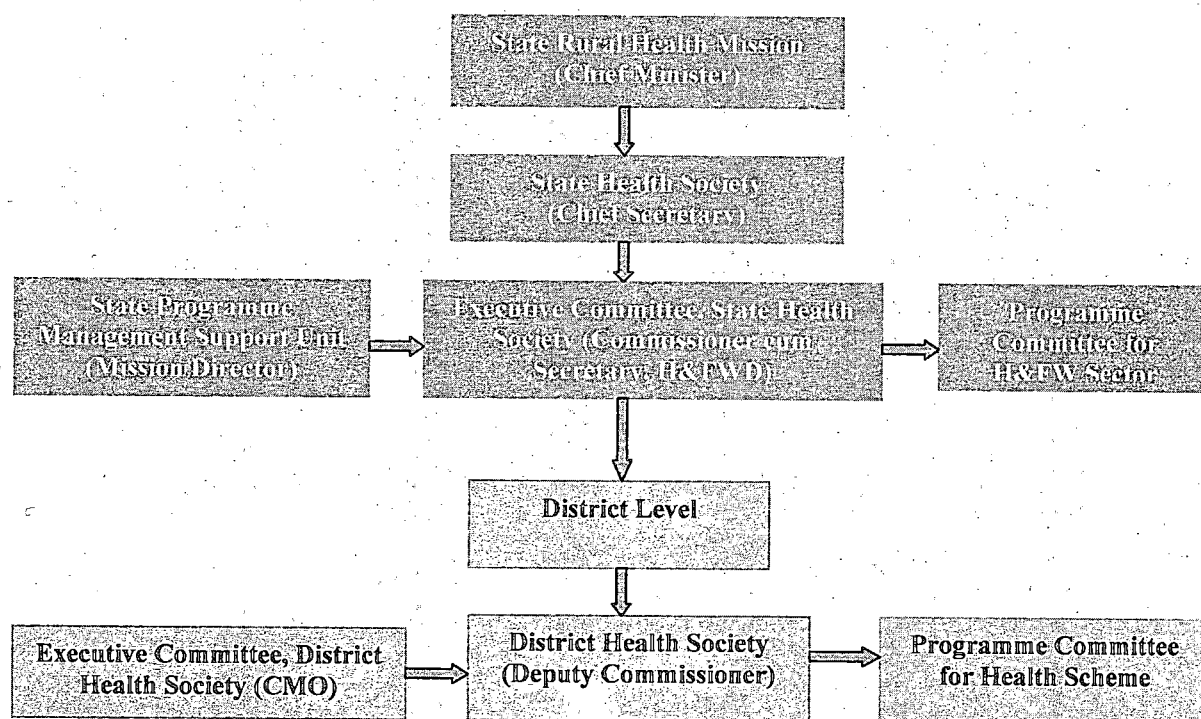 State Rural Health Mission
(Chief Minister)
State Health Society
(Chief Secretary)
State Programme
Management Support Unit
(Mission Director)
Executive Committee, State Health
Society (Commissioner cum
Secretary, H&FWD)
Programme
Committee for
H&FW Sector
District Level
Executive Committee, District
Health Society (CMO)
District Health Society
(Deputy Commissioner)
Programme Committee
for Health Scheme